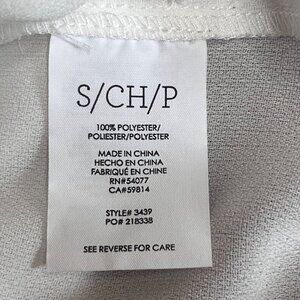 S/CH/P
100% POLYESTER/
POLIESTER/POLYESTER
MADE IN CHINA
HECHO EN CHINA
FABRIQUÉ EN CHINE
RN#54077
CA#59814
STYLE# 3439
PO# 218338
SEE REVERSE FOR CARE